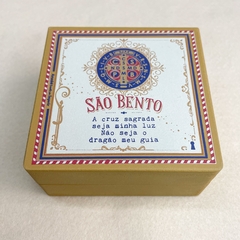 SÃO BENTO
A cruz sagrada
seja minha luz
Não seja o
dragão meu guia